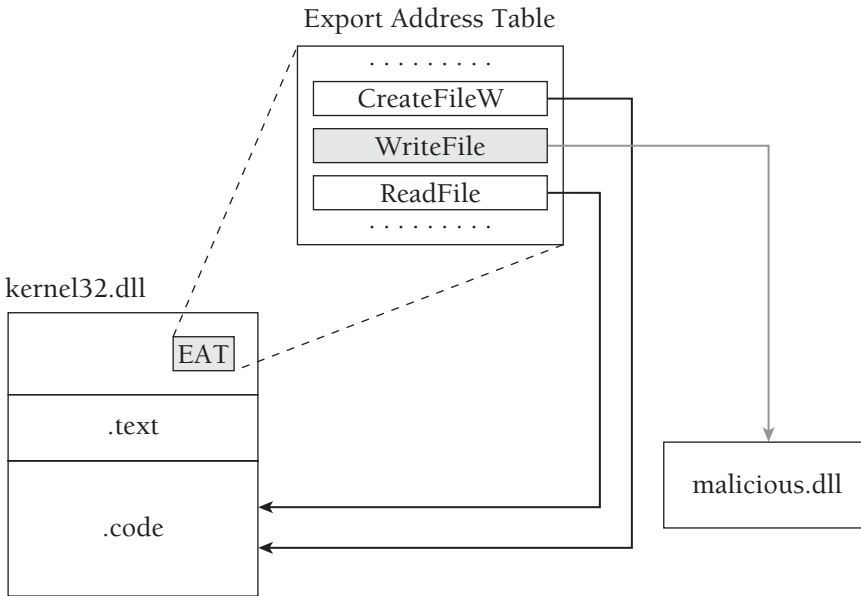 Export Address Table
. . . . . . . . .
CreateFileW
WriteFile
ReadFile
. . . . . . . . .
kernel32.dll
EAT
.text
.code
malicious.dll